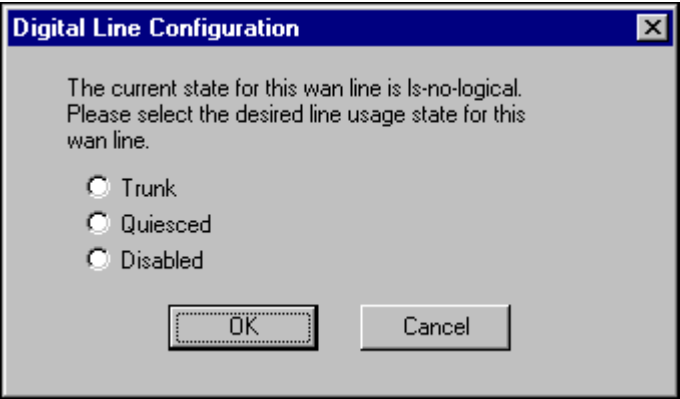 Digital Line Configuration
The current state for this wan line is ls-no-logical.
Please select the desired line usage state for this
wan line.
Trunk
Quiesced
Disabled
OK
Cancel